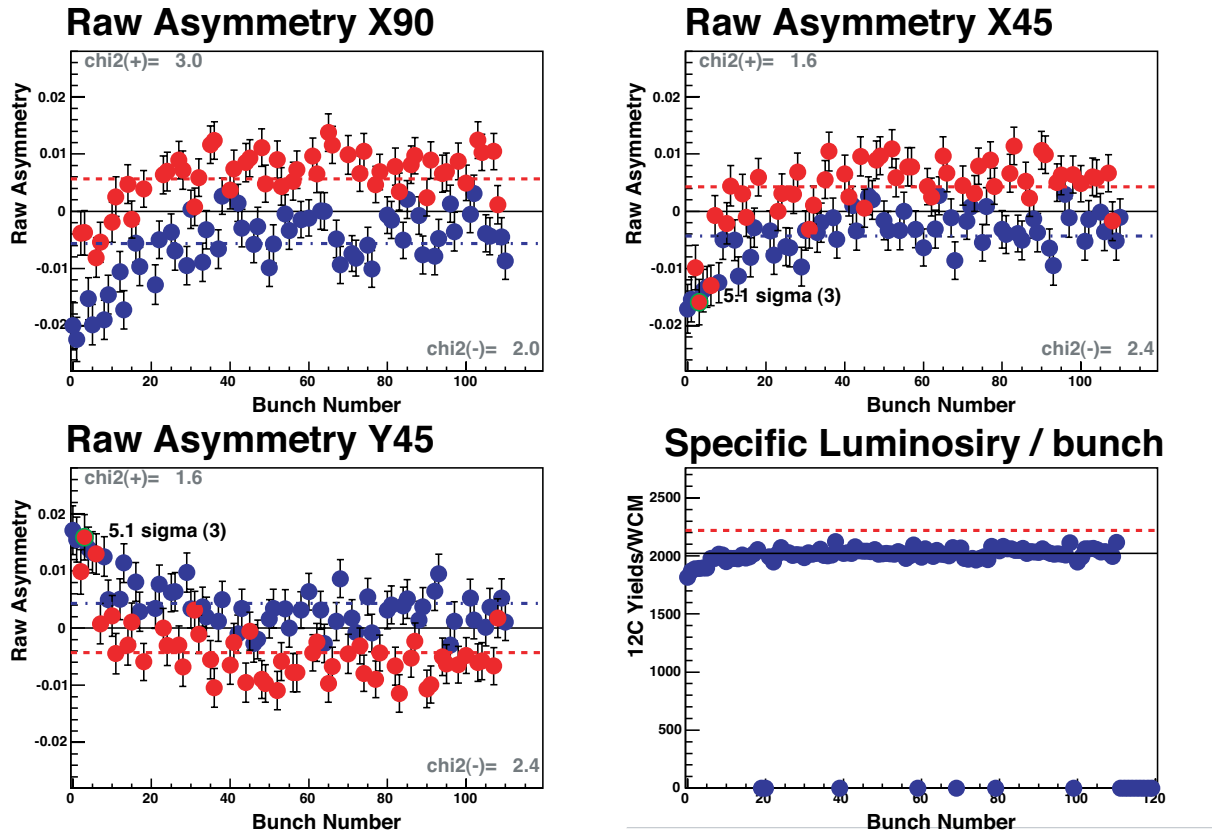 Raw Asymmetry X90
chi2(+)= 3.0
Raw Asymmetry
0.02
0.01
0
-0.01
-0.02
chi2(-)= 2.0
0 20 40 60 80 100
Bunch Number
Raw Asymmetry X45
chi2(+)= 1.6
Raw Asymmetry
0.02
0.01
0
-0.01
5.1 sigma (3)
-0.02
chi2(-)= 2.4
0 20 40 60 80 100
Bunch Number
Raw Asymmetry Y45
chi2(+)= 1.6
Raw Asymmetry
0.02
5.1 sigma (3)
0.01
0
-0.01
-0.02
chi2(-)= 2.4
0 20 40 60 80 100
Bunch Number
Specific Luminosiry / bunch
12C Yields/WCM
2500
2000
1500
1000
500
0
0 20 40 60 80 100 120
Bunch Number